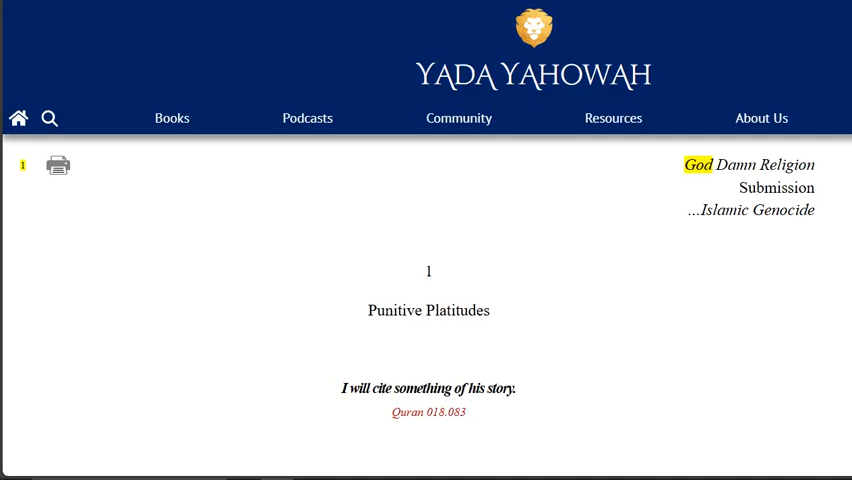 YADA YAHOWAH
Books Podcasts Community Resources About Us
1
God Damn Religion
Submission
...Islamic Genocide
1
Punitive Platitudes
I will cite something of his story.
Quran 018.083